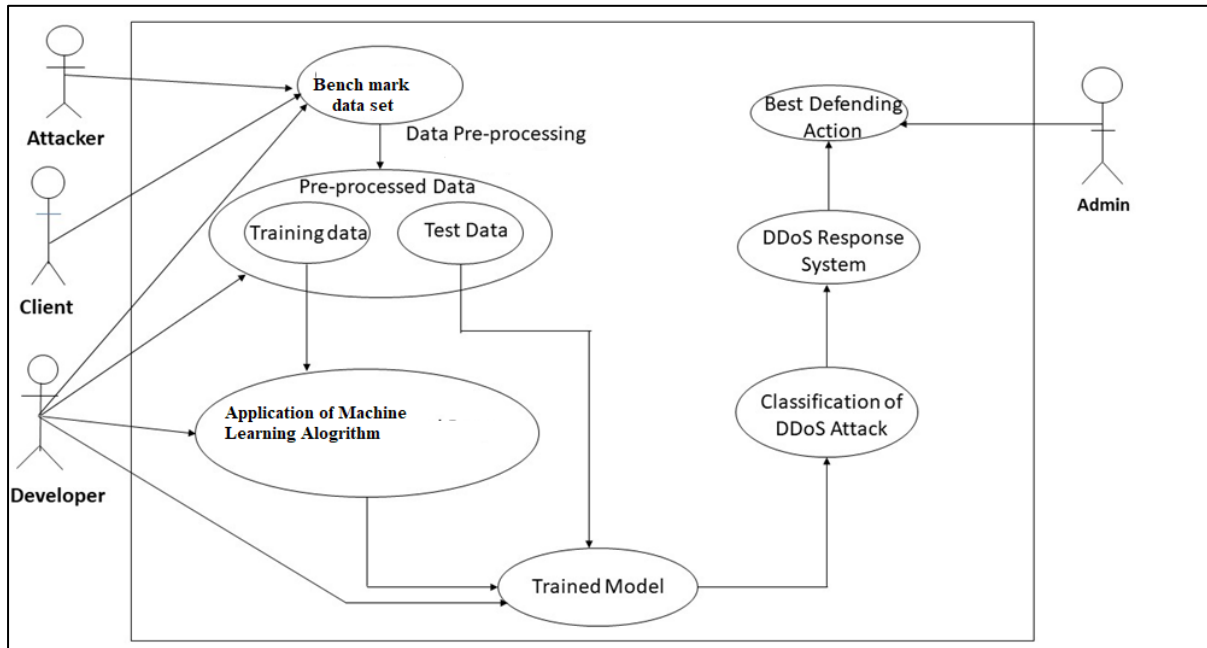 Attacker
Client
Developer
Bench mark
data set
Data Pre-processing
Pre-processed Data
Training data
Test Data
Application of Machine
Learning Alogrithm
Trained Model
Classification of
DDoS Attack
DDoS Response
System
Best Defending
Action
Admin